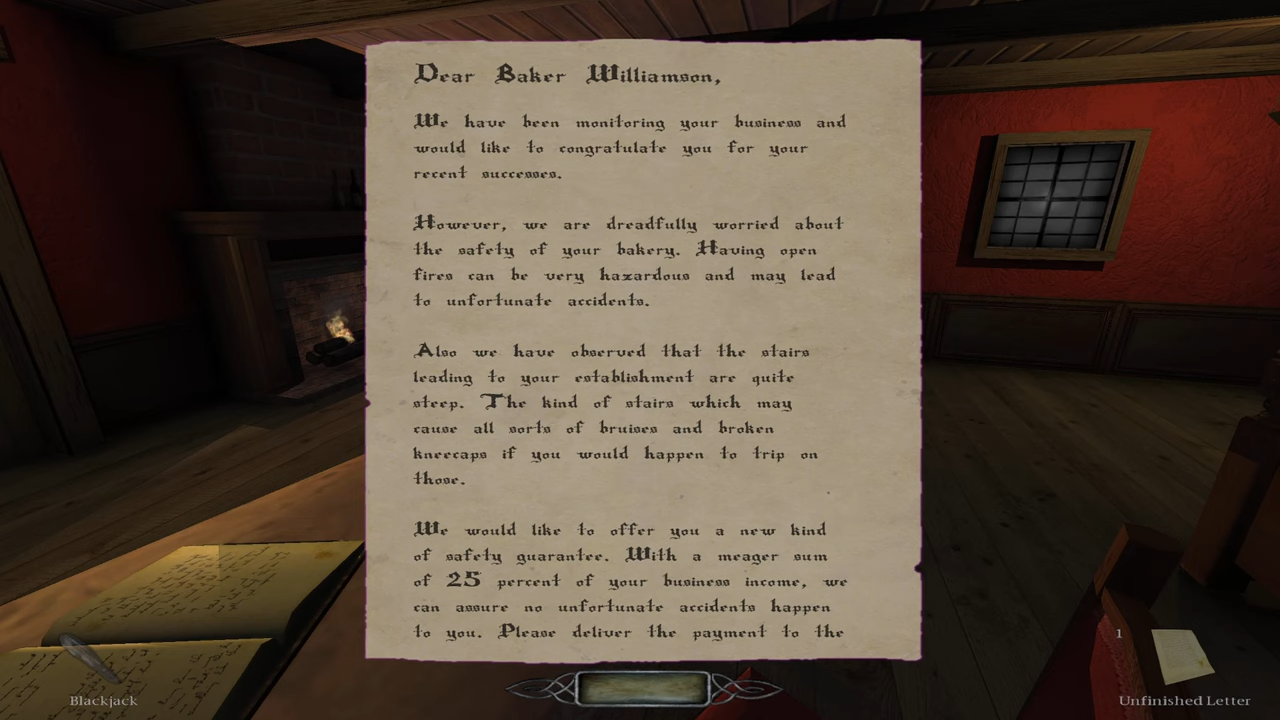 Dear Baker Williamson,
We have been monitoring your business and
would like to congratulate you for your
recent successes.
However, we are dreadfully worried about
the safety of your bakery. Having open
fires can be very hazardous and may lead
to unfortunate accidents.
Also we have observed that the stairs
leading to your establishment are quite
steep. The kind of stairs which may
cause all sorts of bruises and broken
kneecaps if you would happen to trip on
those.
We would like to offer you a new kind
of safety guarantee. With a meager sum
of 25 percent of your business income, we
can assure no unfortunate accidents happen
to you. Please deliver the payment to the
1
Blackjack
Unfinished Letter